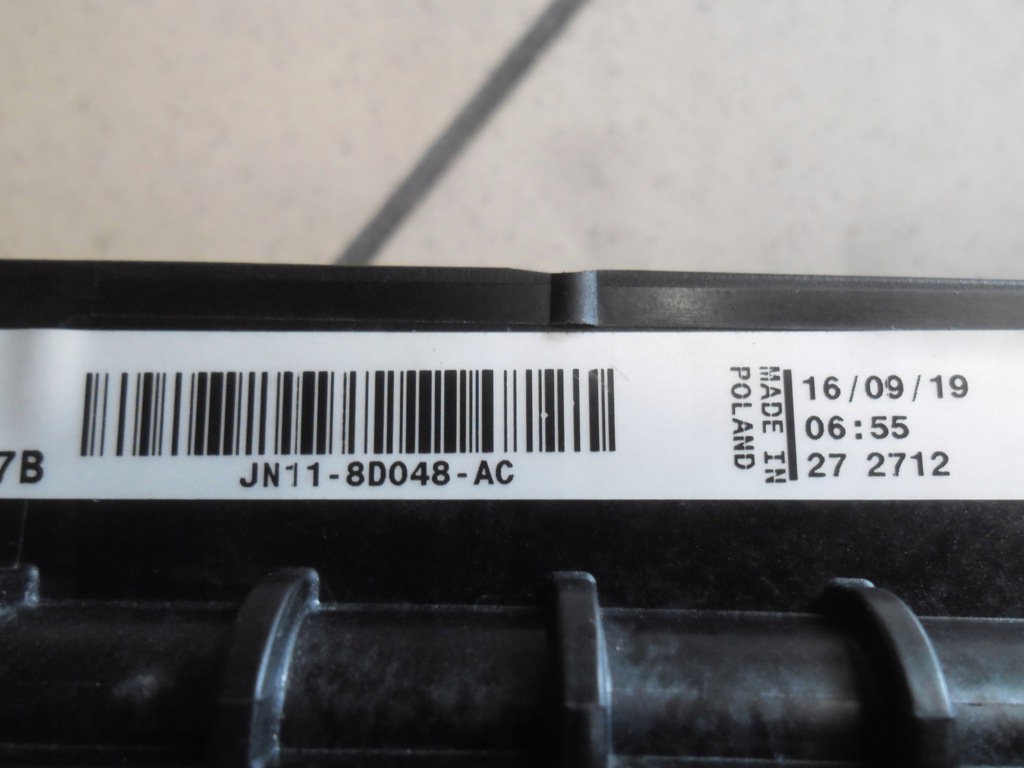 7B
JN11-8D048-AC
MADE IN
POLAND
16/09/19
06:55
27 2712